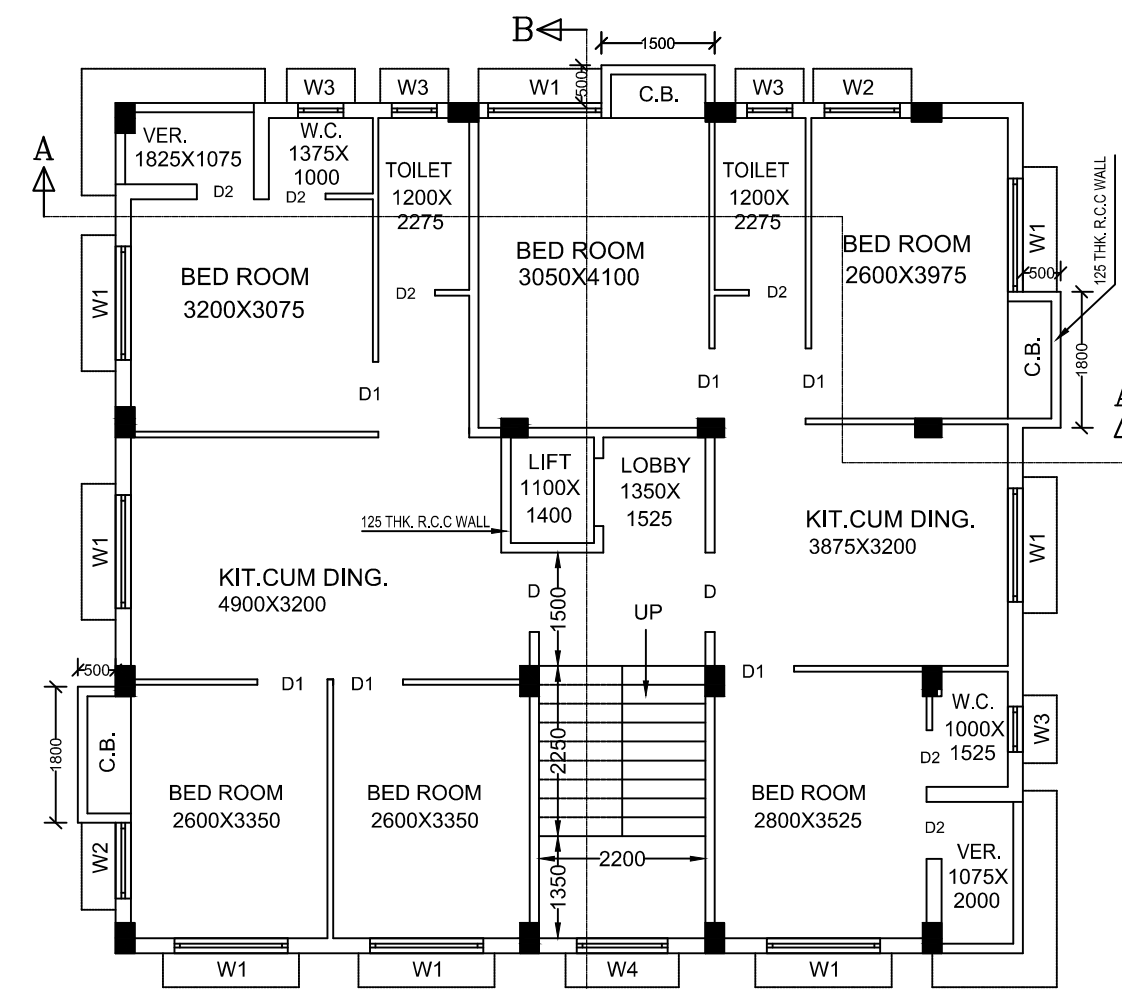 B
1500
500
W3
W3
W1
C.B.
W3
W2
A
VER.
1825X1075
W.C.
1375X
1000
D2
D2
TOILET
1200X
2275
TOILET
1200X
2275
125 THK. R.C.C WALL
W1
500
BED ROOM
3200X3075
BED ROOM
3050X4100
BED ROOM
2600X3975
W1
D2
D2
C.B.
1800
D1
D1
D1
LIFT
1100X
1400
LOBBY
1350X
1525
125 THK. R.C.C WALL
KIT.CUM DING.
3875X3200
W1
W1
KIT.CUM DING.
4900X3200
D
1500
D
UP
500
D1
D1
D1
C.B.
1800
2250
W.C.
1000X
1525
W3
D2
BED ROOM
2600X3350
BED ROOM
2600X3350
BED ROOM
2800X3525
D2
W2
2200
1350
VER.
1075X
2000
W1
W1
W4
W1